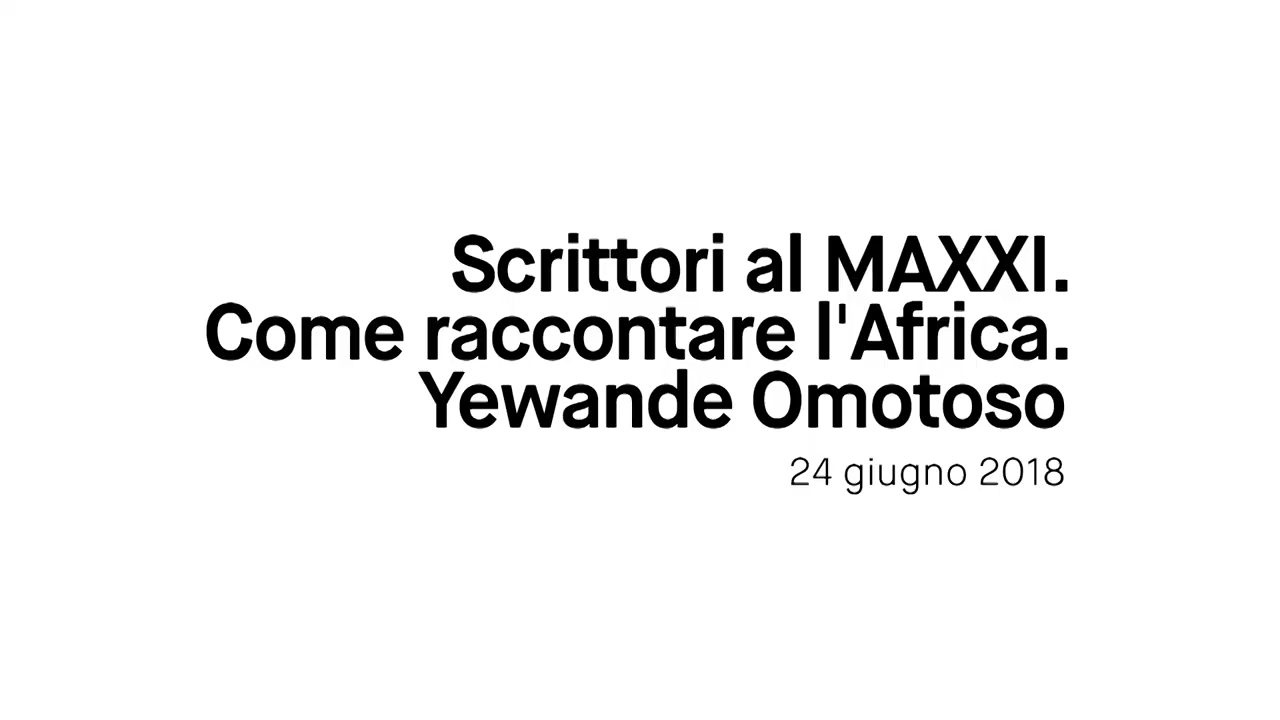 Scrittori al MAXXI.
Come raccontare l'Africa.
Yewande Omotoso
24 giugno 2018